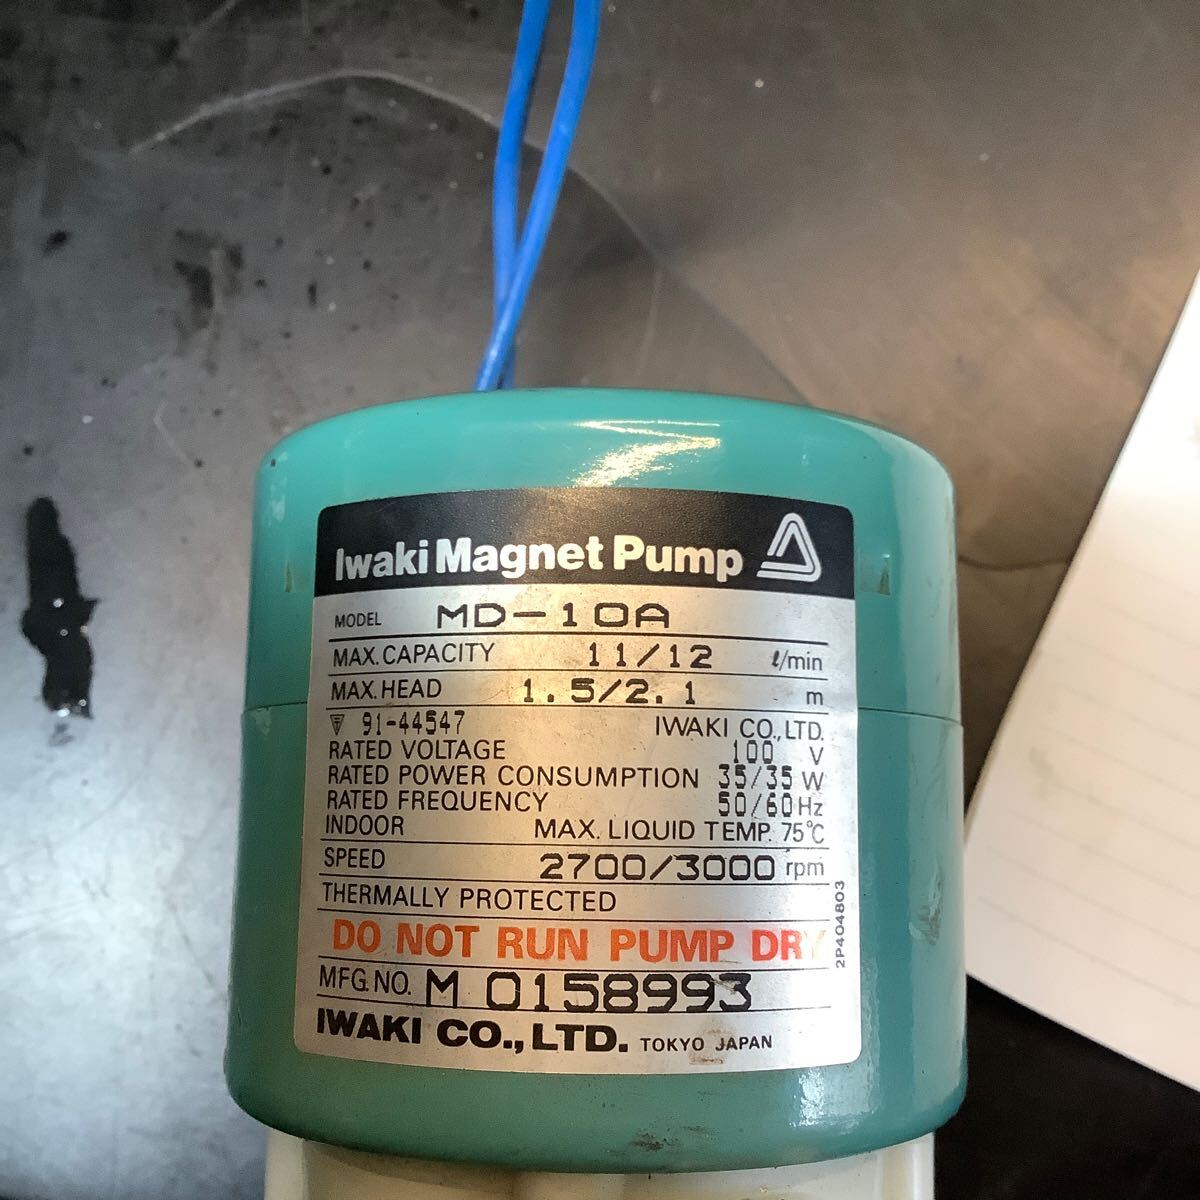 Iwaki Magnet Pump
MODEL MD-10A
MAX. CAPACITY 11/12 ℓ/min
MAX. HEAD 1.5/2.1 m
91-44547 IWAKI CO., LTD.
RATED VOLTAGE 100 V
RATED POWER CONSUMPTION 35/35 W
RATED FREQUENCY 50/60 Hz
INDOOR MAX. LIQUID TEMP. 75℃
SPEED 2700/3000 rpm
THERMALLY PROTECTED
DO NOT RUN PUMP DRY
MFG. NO. M 0158993
IWAKI CO., LTD. TOKYO JAPAN
2P404803